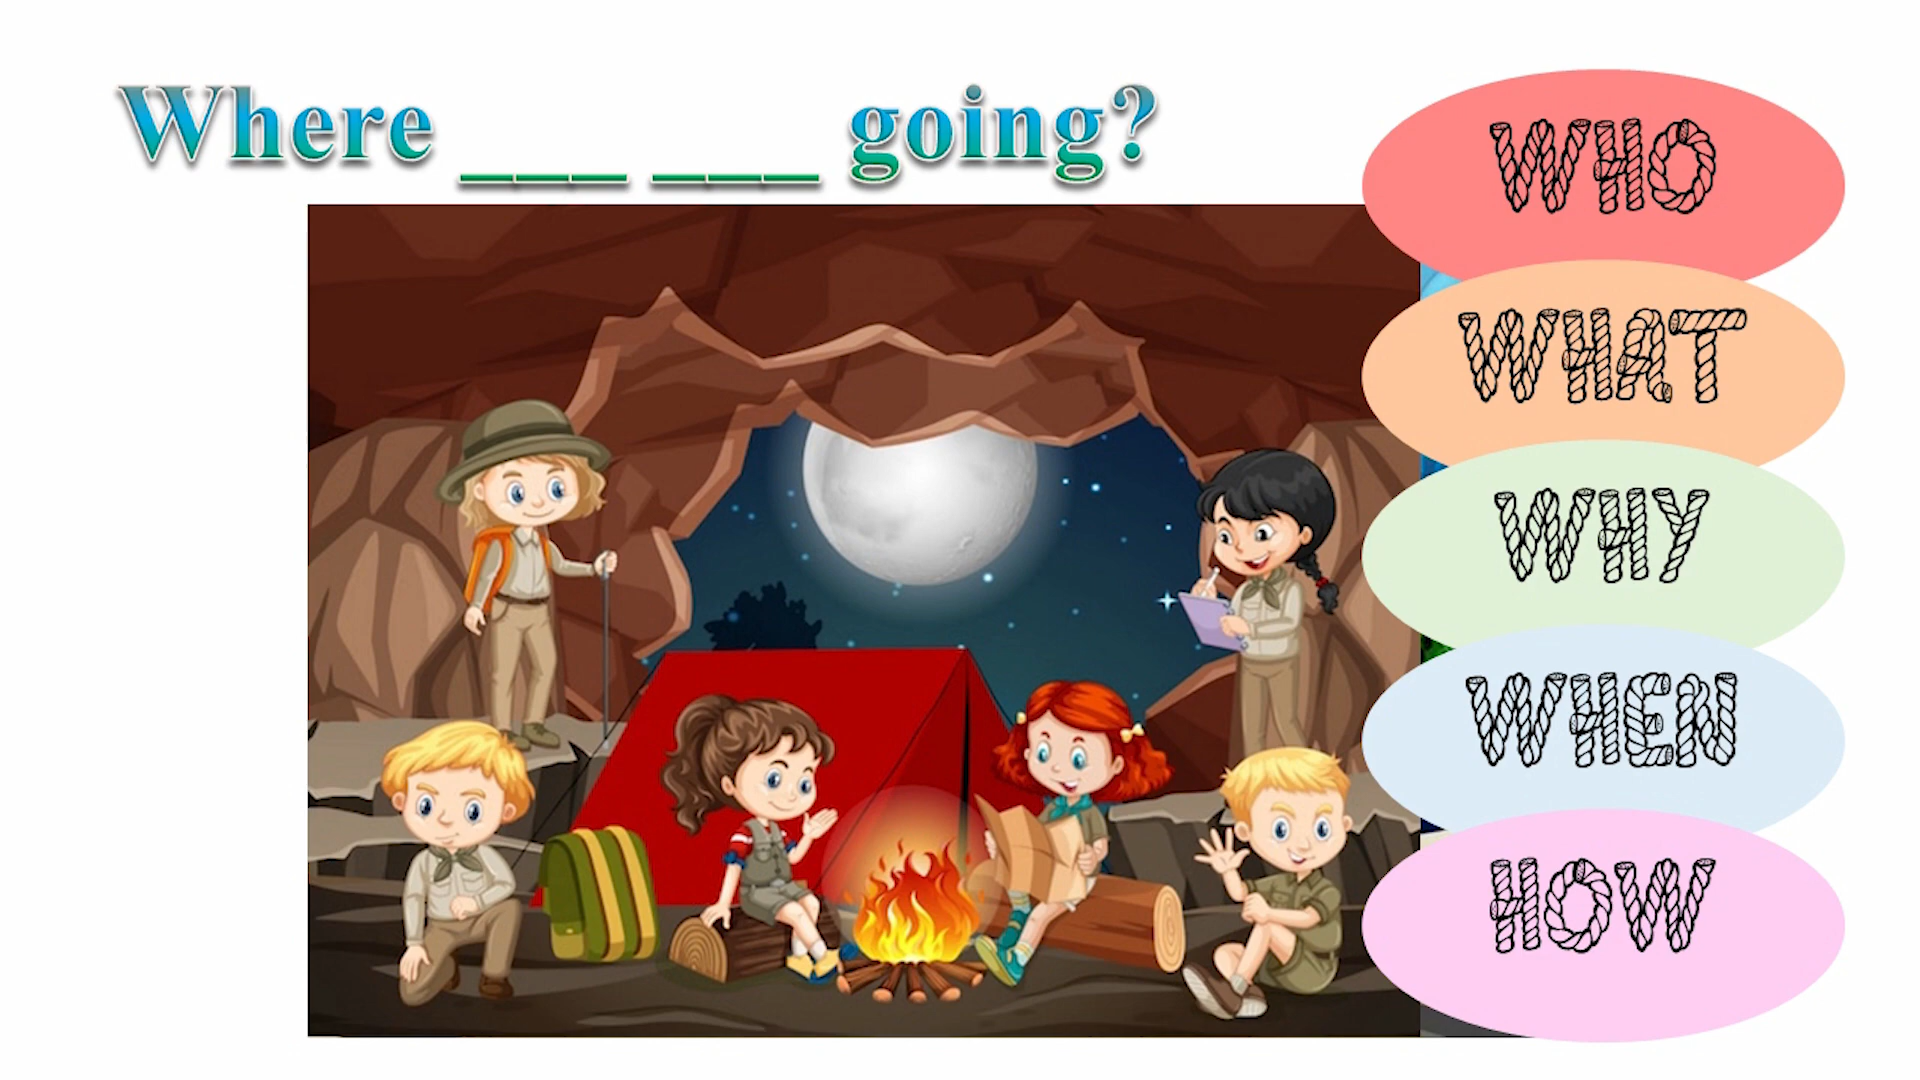 Where ___ ___ going?
WHO
WHAT
WHY
WHEN
HOW